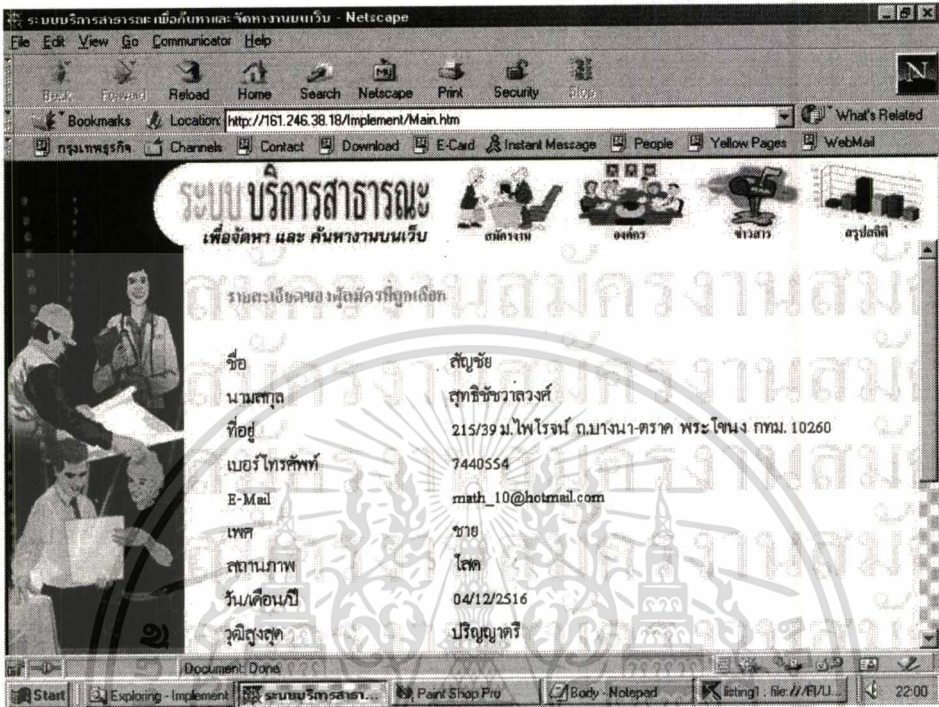 ระบบบริการสาธารณะเพื่อค้นหาและจัดหางานบนเว็บ - Netscape
File Edit View Go Communicator Help
Back Forward Reload Home Search Netscape Print Security Stop
Bookmarks Location: http://161.246.38.18/Implement/Main.htm What's Related
กรุงเทพธุรกิจ Channels Contact Download E-Card Instant Message People Yellow Pages WebMail
ระบบ บริการสาธารณะ
เพื่อจัดหา และ ค้นหางานบนเว็บ
สมัครงาน องค์กร ข่าวสาร สรุปสถิติ
รายละเอียดของผู้สมัครที่ถูกเลือก
ชื่อ สัญชัย
นามสกุล สุทธิชัชวาลวงศ์
ที่อยู่ 215/39 ม.ไพโรจน์ ถ.บางนา-ตราด พระโขนง กทม. 10260
เบอร์โทรศัพท์ 7440554
E-Mail math_10@hotmail.com
เพศ ชาย
สถานภาพ โสด
วัน/เดือน/ปี 04/12/2516
วุฒิสูงสุด ปริญญาตรี
Document: Done
Start Exploring - Implement ระบบบริการสาธา... Paint Shop Pro Body - Notepad listing1 : file:///F|/U... 22:00